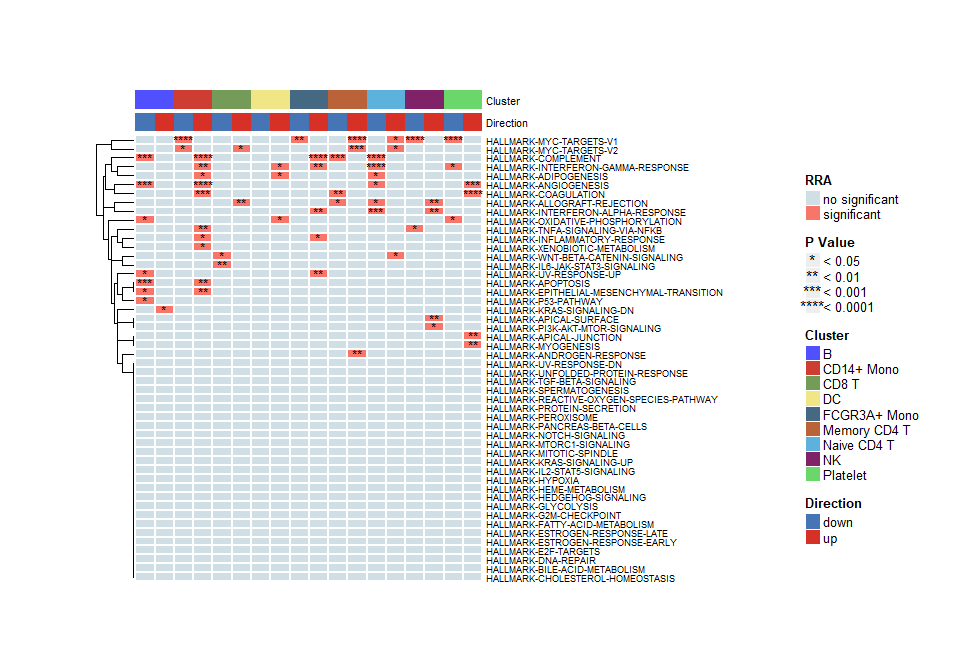 Cluster
Direction
HALLMARK-MYC-TARGETS-V1
HALLMARK-MYC-TARGETS-V2
HALLMARK-COMPLEMENT
HALLMARK-INTERFERON-GAMMA-RESPONSE
HALLMARK-ADIPOGENESIS
HALLMARK-ANGIOGENESIS
HALLMARK-COAGULATION
HALLMARK-ALLOGRAFT-REJECTION
HALLMARK-INTERFERON-ALPHA-RESPONSE
HALLMARK-OXIDATIVE-PHOSPHORYLATION
HALLMARK-TNFA-SIGNALING-VIA-NFKB
HALLMARK-INFLAMMATORY-RESPONSE
HALLMARK-XENOBIOTIC-METABOLISM
HALLMARK-WNT-BETA-CATENIN-SIGNALING
HALLMARK-IL6-JAK-STAT3-SIGNALING
HALLMARK-UV-RESPONSE-UP
HALLMARK-APOPTOSIS
HALLMARK-EPITHELIAL-MESENCHYMAL-TRANSITION
HALLMARK-P53-PATHWAY
HALLMARK-KRAS-SIGNALING-DN
HALLMARK-APICAL-SURFACE
HALLMARK-PI3K-AKT-MTOR-SIGNALING
HALLMARK-APICAL-JUNCTION
HALLMARK-MYOGENESIS
HALLMARK-ANDROGEN-RESPONSE
HALLMARK-UV-RESPONSE-DN
HALLMARK-UNFOLDED-PROTEIN-RESPONSE
HALLMARK-TGF-BETA-SIGNALING
HALLMARK-SPERMATOGENESIS
HALLMARK-REACTIVE-OXYGEN-SPECIES-PATHWAY
HALLMARK-PROTEIN-SECRETION
HALLMARK-PEROXISOME
HALLMARK-PANCREAS-BETA-CELLS
HALLMARK-NOTCH-SIGNALING
HALLMARK-MTORC1-SIGNALING
HALLMARK-MITOTIC-SPINDLE
HALLMARK-KRAS-SIGNALING-UP
HALLMARK-IL2-STAT5-SIGNALING
HALLMARK-HYPOXIA
HALLMARK-HEME-METABOLISM
HALLMARK-HEDGEHOG-SIGNALING
HALLMARK-GLYCOLYSIS
HALLMARK-G2M-CHECKPOINT
HALLMARK-FATTY-ACID-METABOLISM
HALLMARK-ESTROGEN-RESPONSE-LATE
HALLMARK-ESTROGEN-RESPONSE-EARLY
HALLMARK-E2F-TARGETS
HALLMARK-DNA-REPAIR
HALLMARK-BILE-ACID-METABOLISM
HALLMARK-CHOLESTEROL-HOMEOSTASIS
RRA
no significant
significant
P Value
* < 0.05
** < 0.01
*** < 0.001
**** < 0.0001
Cluster
B
CD14+ Mono
CD8 T
DC
FCGR3A+ Mono
Memory CD4 T
Naive CD4 T
NK
Platelet
Direction
down
up